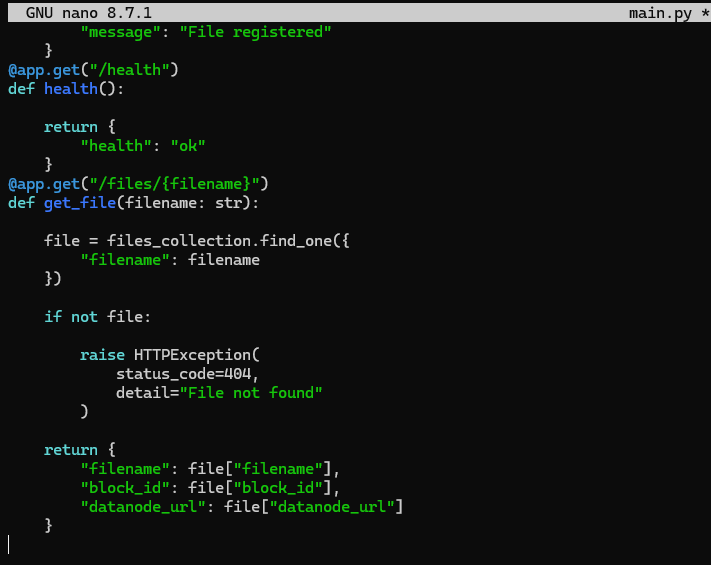 GNU nano 8.7.1 main.py *
        "message": "File registered"
    }
@app.get("/health")
def health():

    return {
        "health": "ok"
    }
@app.get("/files/{filename}")
def get_file(filename: str):

    file = files_collection.find_one({
        "filename": filename
    })

    if not file:

        raise HTTPException(
            status_code=404,
            detail="File not found"
        )

    return {
        "filename": file["filename"],
        "block_id": file["block_id"],
        "datanode_url": file["datanode_url"]
    }